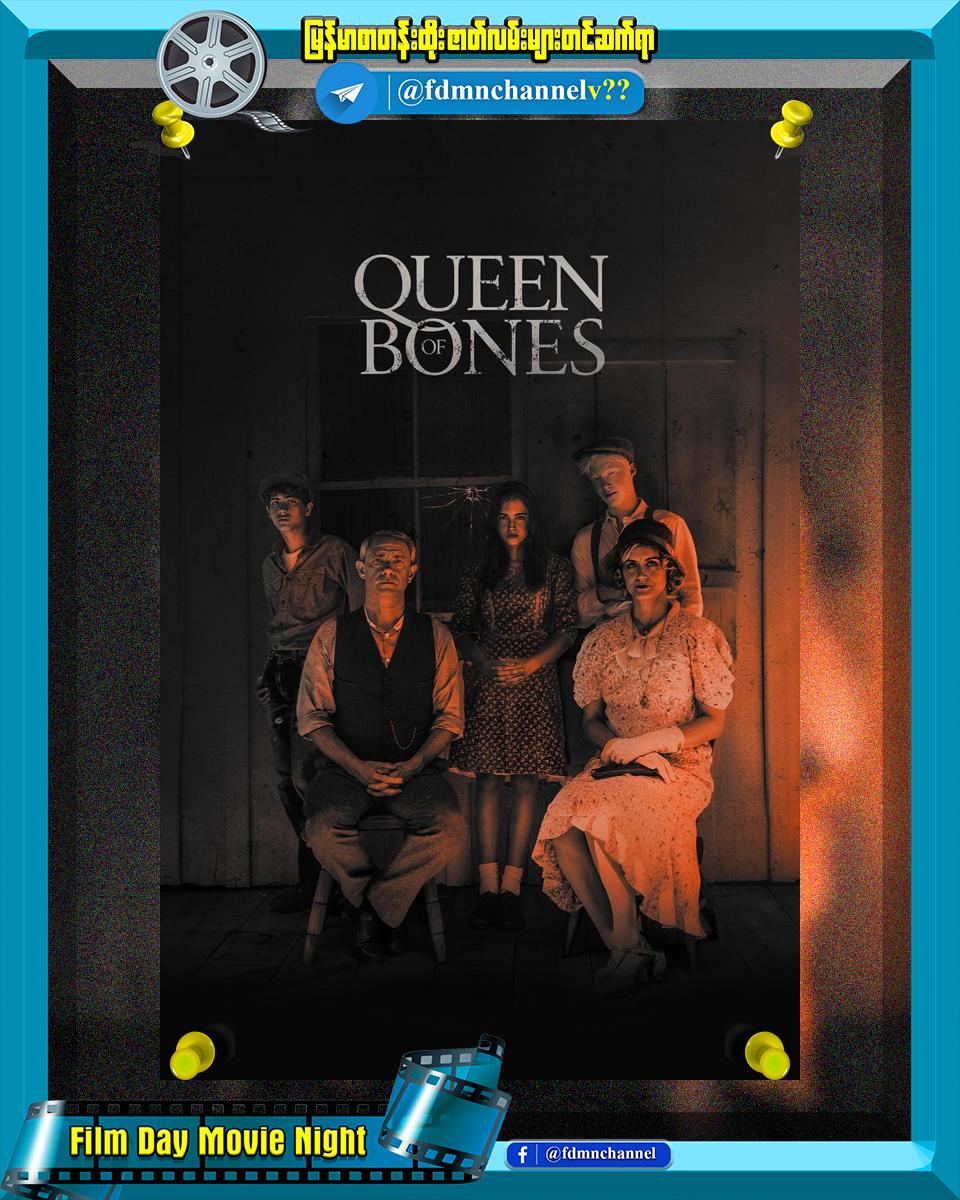 မြန်မာစာတန်းထိုးဇာတ်လမ်းများတင်ဆက်ရာ
@fdmnchannelv??
QUEEN
OF
BONES
Film Day Movie Night
@fdmnchannel